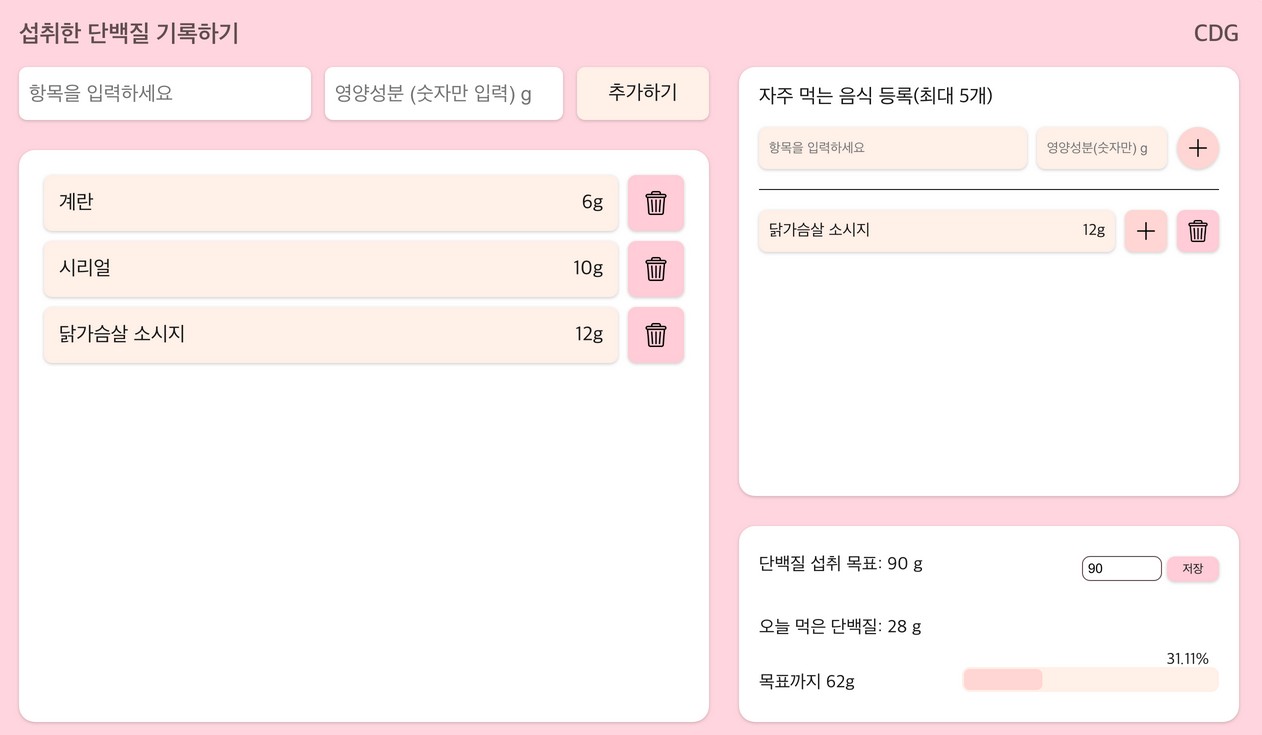 섭취한 단백질 기록하기
CDG
항목을 입력하세요
영양성분 (숫자만 입력) g
추가하기
계란 6g
시리얼 10g
닭가슴살 소시지 12g
자주 먹는 음식 등록(최대 5개)
항목을 입력하세요
영양성분(숫자만) g
닭가슴살 소시지 12g
단백질 섭취 목표: 90 g
90
저장
오늘 먹은 단백질: 28 g
31.11%
목표까지 62g